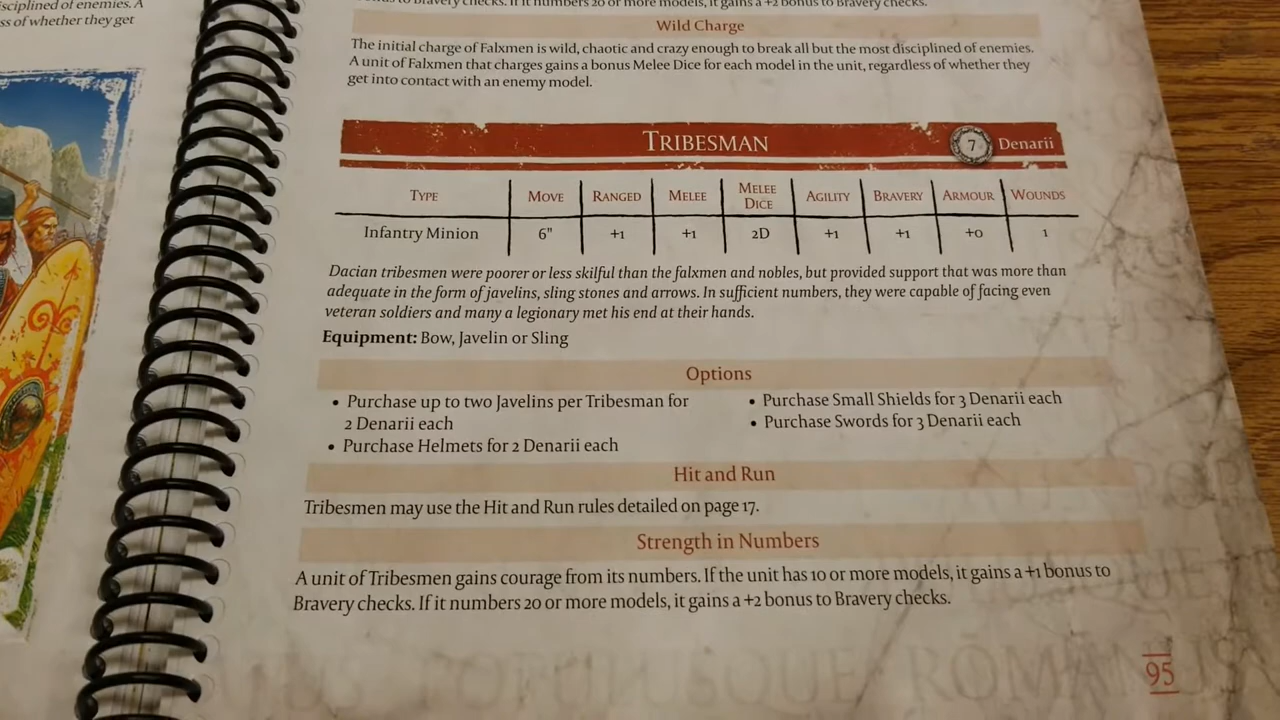 isciplined of enemies. A
ss of whether they get
bonus to Bravery checks. If it numbers 20 or more models, it gains a +2 bonus to Bravery checks.
Wild Charge
The initial charge of Falxmen is wild, chaotic and crazy enough to break all but the most disciplined of enemies.
A unit of Falxmen that charges gains a bonus Melee Dice for each model in the unit, regardless of whether they
get into contact with an enemy model.
TRIBESMAN 7 Denarii
TYPE MOVE RANGED MELEE MELEE DICE AGILITY BRAVERY ARMOUR WOUNDS
Infantry Minion 6" +1 +1 2D +1 +1 +0 1
Dacian tribesmen were poorer or less skilful than the falxmen and nobles, but provided support that was more than
adequate in the form of javelins, sling stones and arrows. In sufficient numbers, they were capable of facing even
veteran soldiers and many a legionary met his end at their hands.
Equipment: Bow, Javelin or Sling
Options
• Purchase up to two Javelins per Tribesman for
2 Denarii each
• Purchase Helmets for 2 Denarii each
• Purchase Small Shields for 3 Denarii each
• Purchase Swords for 3 Denarii each
Hit and Run
Tribesmen may use the Hit and Run rules detailed on page 17.
Strength in Numbers
A unit of Tribesmen gains courage from its numbers. If the unit has 10 or more models, it gains a +1 bonus to
Bravery checks. If it numbers 20 or more models, it gains a +2 bonus to Bravery checks.
95